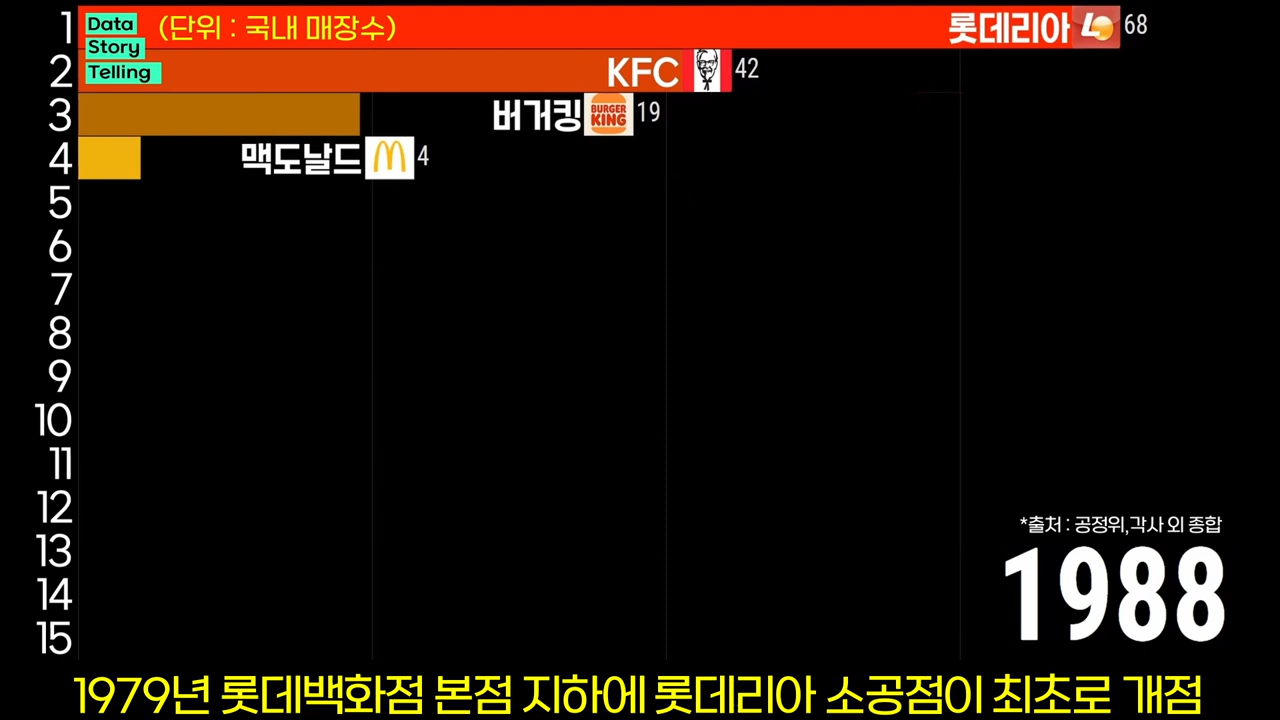 1 Data (단위 : 국내 매장수) 롯데리아 L 68
Story
2 Telling KFC 42
3 버거킹 BURGER KING 19
4 맥도날드 M 4
5
6
7
8
9
10
11
12
*출처 : 공정위,각사 외 종합
13
1988
14
15
1979년 롯데백화점 본점 지하에 롯데리아 소공점이 최초로 개점